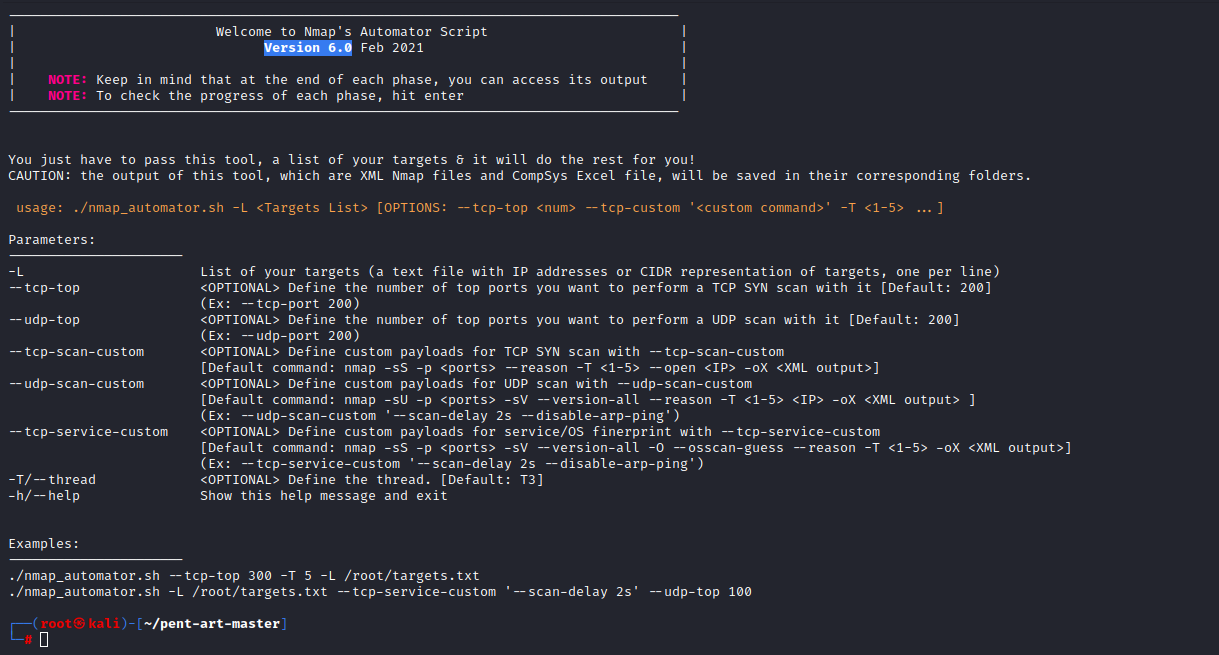 Welcome to Nmap's Automator Script
Version 6.0 Feb 2021
NOTE: Keep in mind that at the end of each phase, you can access its output
NOTE: To check the progress of each phase, hit enter
You just have to pass this tool, a list of your targets & it will do the rest for you!
CAUTION: the output of this tool, which are XML Nmap files and CompSys Excel file, will be saved in their corresponding folders.
usage: ./nmap_automator.sh -L <Targets List> [OPTIONS: --tcp-top <num> --tcp-custom '<custom command>' -T <1-5> ...]
Parameters:
-L List of your targets (a text file with IP addresses or CIDR representation of targets, one per line)
--tcp-top <OPTIONAL> Define the number of top ports you want to perform a TCP SYN scan with it [Default: 200]
(Ex: --tcp-port 200)
--udp-top <OPTIONAL> Define the number of top ports you want to perform a UDP scan with it [Default: 200]
(Ex: --udp-port 200)
--tcp-scan-custom <OPTIONAL> Define custom payloads for TCP SYN scan with --tcp-scan-custom
[Default command: nmap -sS -p <ports> --reason -T <1-5> --open <IP> -oX <XML output>]
--udp-scan-custom <OPTIONAL> Define custom payloads for UDP scan with --udp-scan-custom
[Default command: nmap -sU -p <ports> -sV --version-all --reason -T <1-5> <IP> -oX <XML output> ]
(Ex: --udp-scan-custom '--scan-delay 2s --disable-arp-ping')
--tcp-service-custom <OPTIONAL> Define custom payloads for service/OS finerprint with --tcp-service-custom
[Default command: nmap -sS -p <ports> -sV --version-all -O --osscan-guess --reason -T <1-5> -oX <XML output>]
(Ex: --tcp-service-custom '--scan-delay 2s --disable-arp-ping')
-T/--thread <OPTIONAL> Define the thread. [Default: T3]
-h/--help Show this help message and exit
Examples:
./nmap_automator.sh --tcp-top 300 -T 5 -L /root/targets.txt
./nmap_automator.sh -L /root/targets.txt --tcp-service-custom '--scan-delay 2s' --udp-top 100
┌──(root㉿kali)-[~/pent-art-master]
└─#